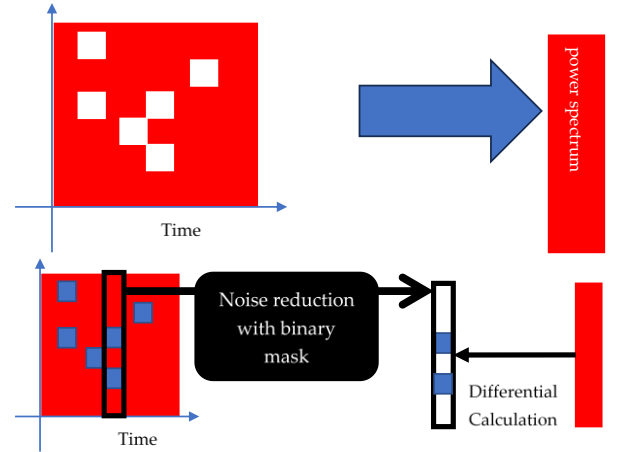 power spectrum
Time
Noise reduction
with binary
mask
Differential
Calculation
Time